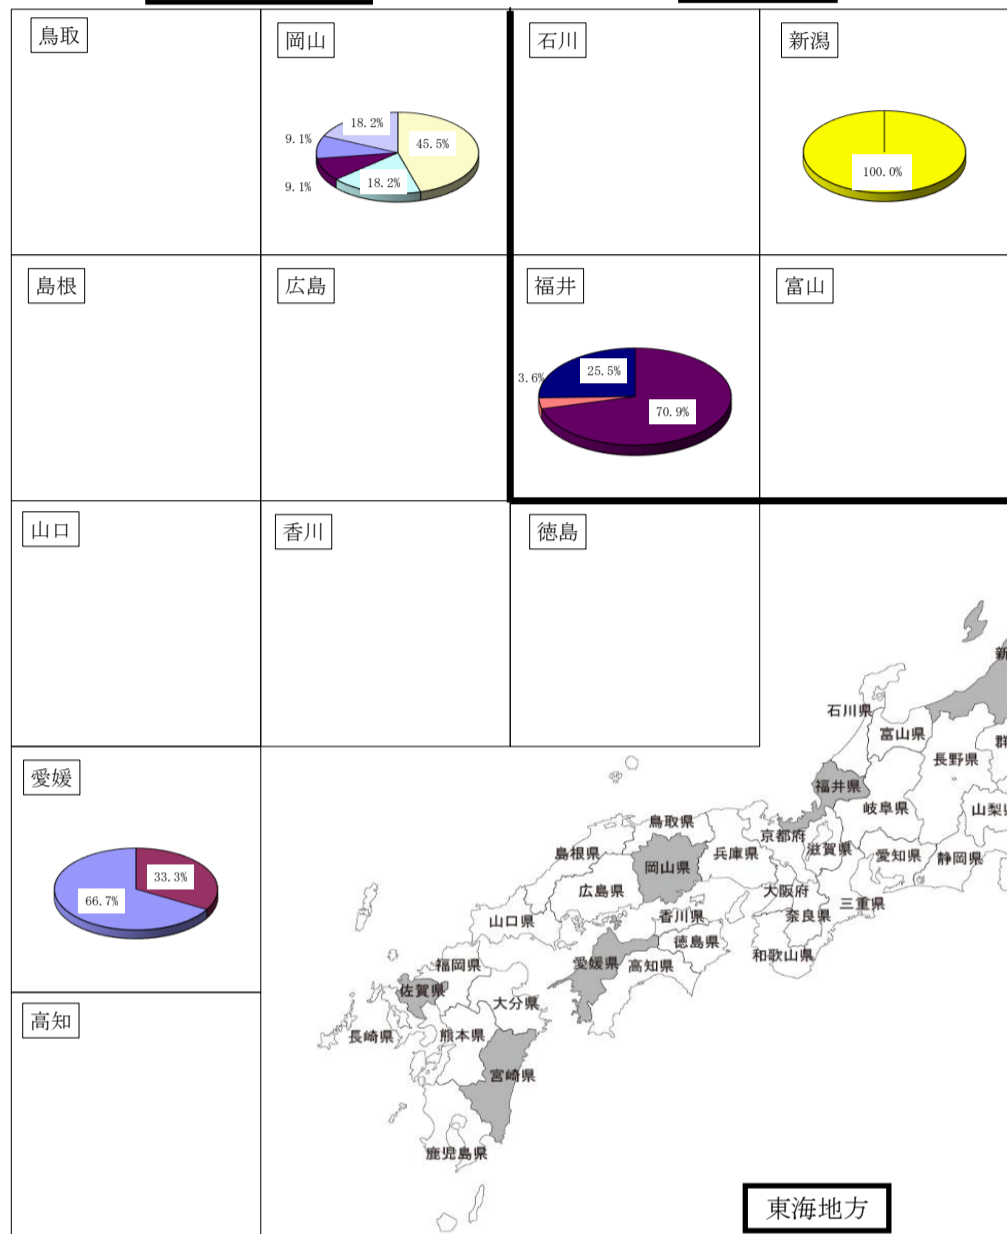 鳥取
岡山
石川
新潟
18.2%
9.1%
45.5%
9.1%
18.2%
100.0%
島根
広島
福井
富山
3.6%
25.5%
70.9%
山口
香川
徳島
愛媛
33.3%
66.7%
高知
新
石川県
富山県
群
長野県
福井県
岐阜県
山梨県
鳥取県
京都府
島根県
兵庫県
滋賀県
愛知県
静岡県
岡山県
広島県
大阪府
三重県
山口県
香川県
奈良県
徳島県
和歌山県
福岡県
愛媛県
高知県
佐賀県
大分県
長崎県
熊本県
宮崎県
鹿児島県
東海地方